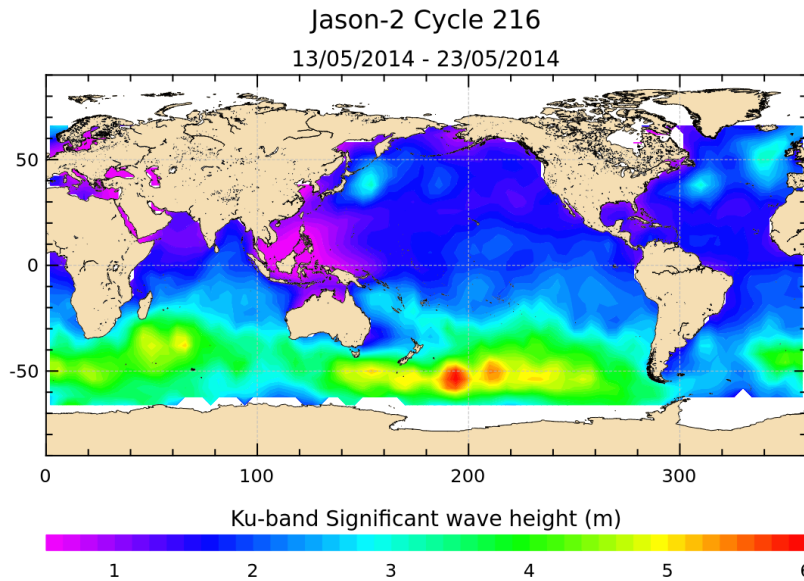 Jason-2 Cycle 216
13/05/2014 - 23/05/2014
50
0
-50
0 100 200 300
Ku-band Significant wave height (m)
1 2 3 4 5 6